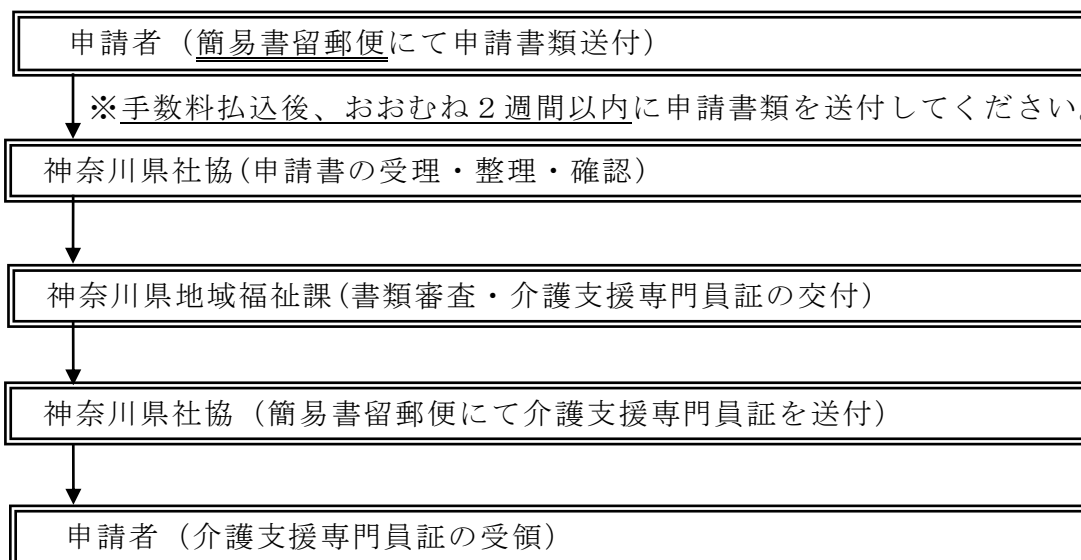 申請者（簡易書留郵便にて申請書類送付）
※手数料払込後、おおむね２週間以内に申請書類を送付してください。
神奈川県社協(申請書の受理・整理・確認)
神奈川県地域福祉課(書類審査・介護支援専門員証の交付)
神奈川県社協（簡易書留郵便にて介護支援専門員証を送付）
申請者（介護支援専門員証の受領）